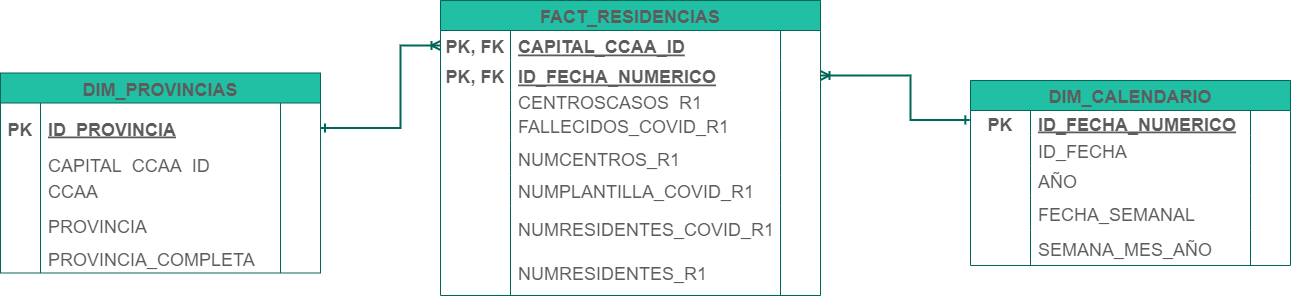 DIM_PROVINCIAS
PK ID_PROVINCIA
CAPITAL_CCAA_ID
CCAA
PROVINCIA
PROVINCIA_COMPLETA
FACT_RESIDENCIAS
PK, FK CAPITAL_CCAA_ID
PK, FK ID_FECHA_NUMERICO
CENTROSCASOS_R1
FALLECIDOS_COVID_R1
NUMCENTROS_R1
NUMPLANTILLA_COVID_R1
NUMRESIDENTES_COVID_R1
NUMRESIDENTES_R1
DIM_CALENDARIO
PK ID_FECHA_NUMERICO
ID_FECHA
AÑO
FECHA_SEMANAL
SEMANA_MES_AÑO